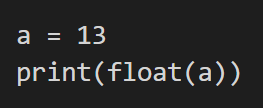 a = 13
print(float(a))